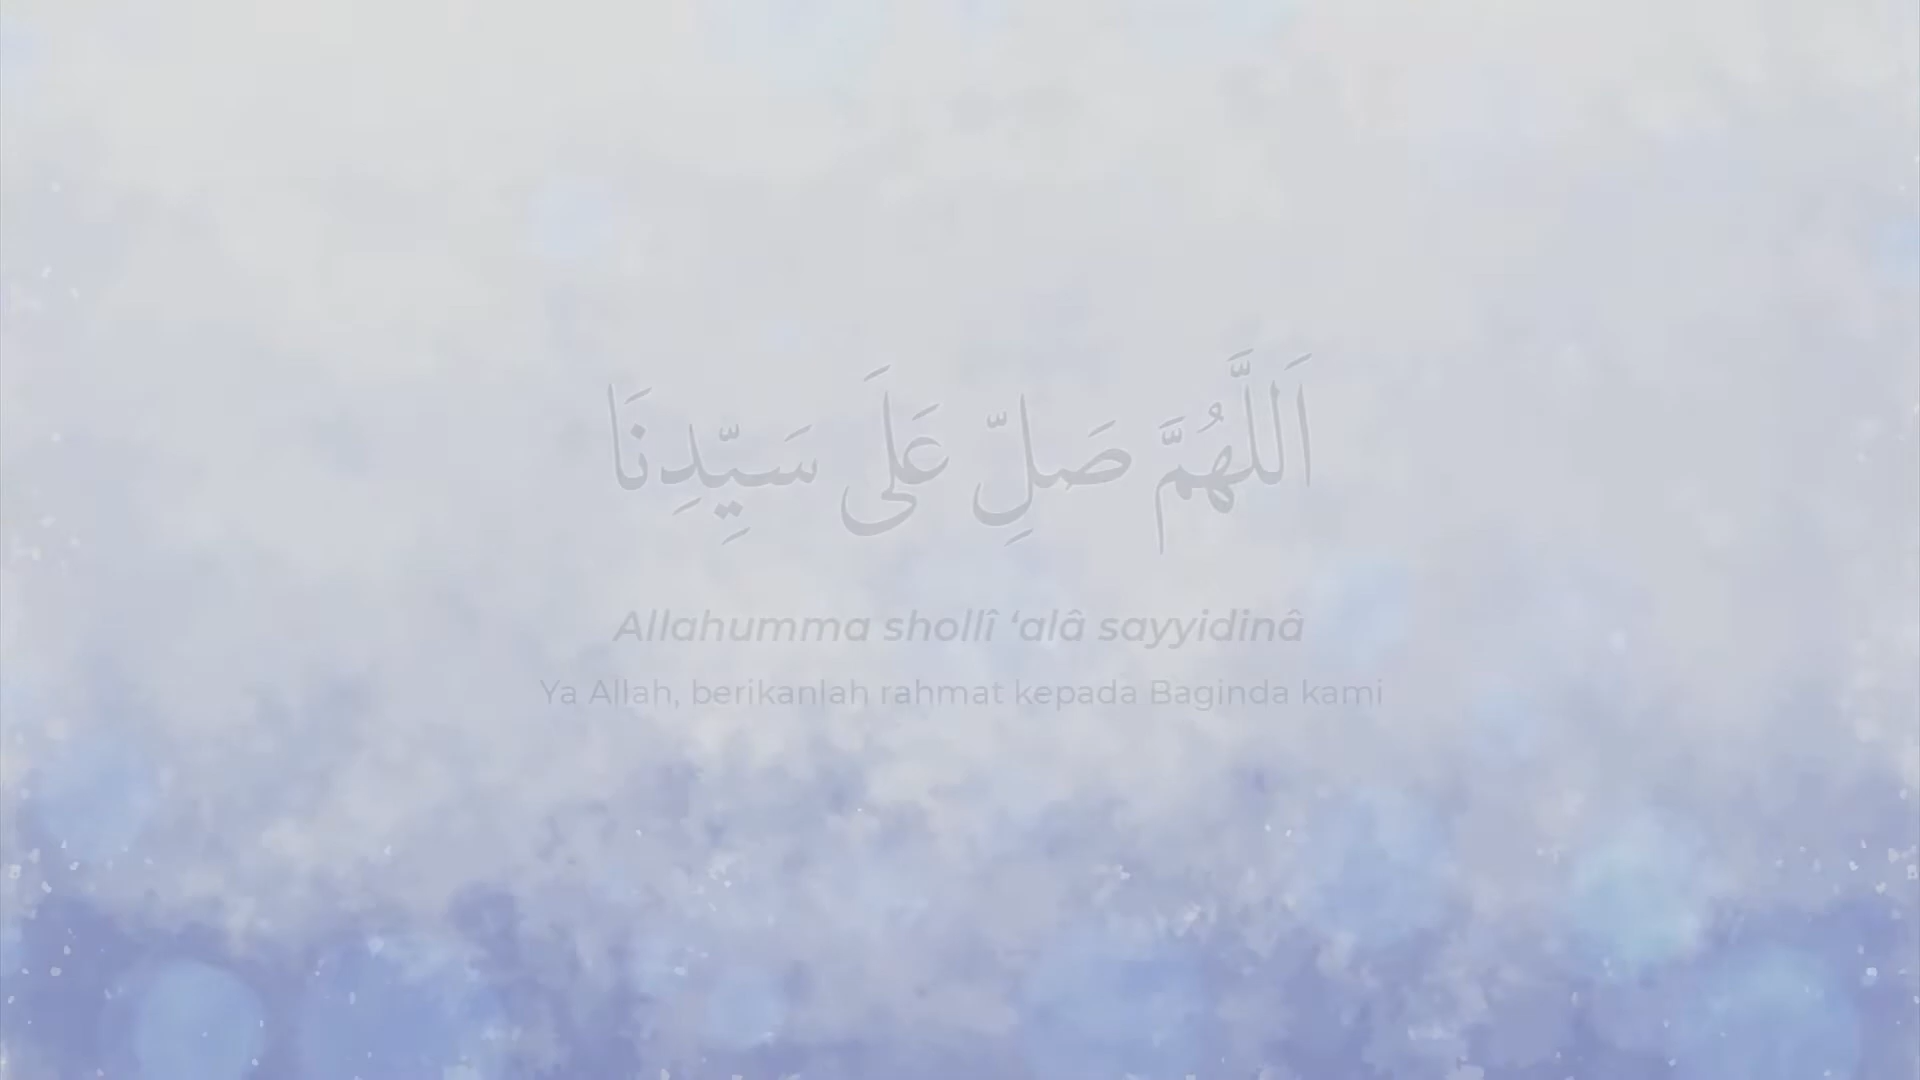 اَللَّهُمَّ صَلِّ عَلَى سَيِّدِنَا
Allahumma shollî ‘alâ sayyidinâ
Ya Allah, berikanlah rahmat kepada Baginda kami